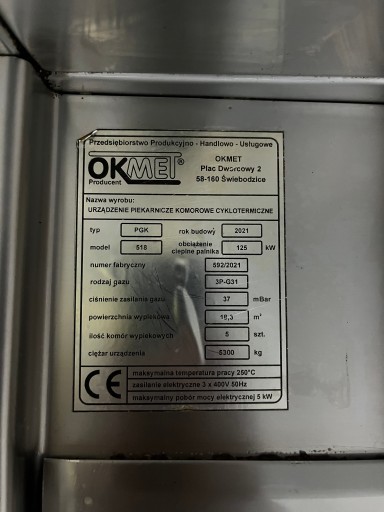 Przedsiębiorstwo Produkcyjno - Handlowo - Usługowe
OKMET®
Producent
OKMET
Plac Dworcowy 2
58-160 Świebodzice
Nazwa wyrobu:
URZĄDZENIE PIEKARNICZE KOMOROWE CYKLOTERMICZNE
typ PGK rok budowy 2021
model 518 obciążenie cieplne palnika 125 kW
numer fabryczny 592/2021
rodzaj gazu 3P-G31
ciśnienie zasilania gazu 37 mBar
powierzchnia wypiekowa 18,3 m²
ilość komór wypiekowych 5 szt.
ciężar urządzenia 5300 kg
CE
maksymalna temperatura pracy 250°C
zasilanie elektryczne 3 x 400V 50Hz
maksymalny pobór mocy elektrycznej 5 kW